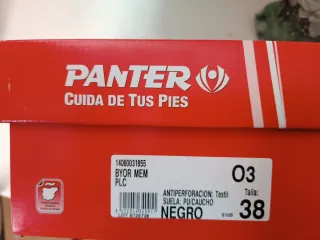 PANTER
CUIDA DE TUS PIES
14080031855
BYOR MEM
PLC
O3
ANTIPERFORACION: Textil
SUELA: PU/CAUCHO
NEGRO
Talla:
38